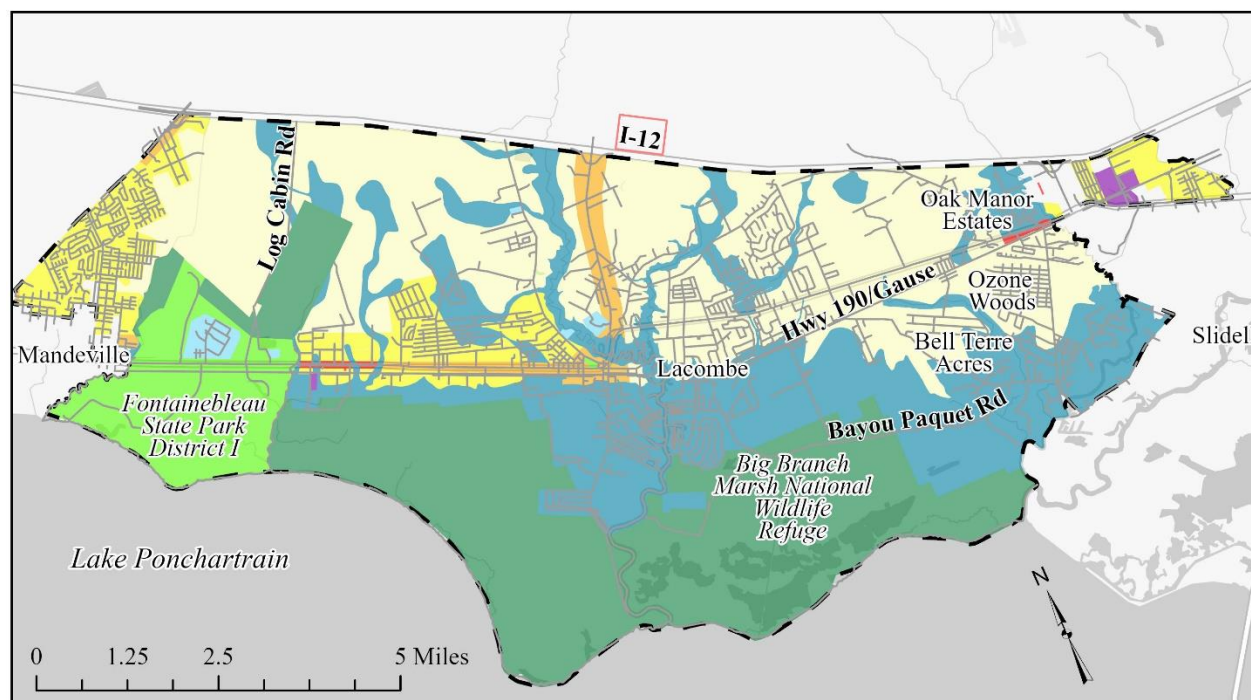 I-12
Log Cabin Rd
Oak Manor
Estates
Hwy 190/Gause
Ozone
Woods
Bell Terre
Acres
Slidel
Mandeville
Lacombe
Fontainebleau
State Park
District I
Bayou Paquet Rd
Big Branch
Marsh National
Wildlife
Refuge
Lake Ponchartrain
N
0 1.25 2.5 5 Miles